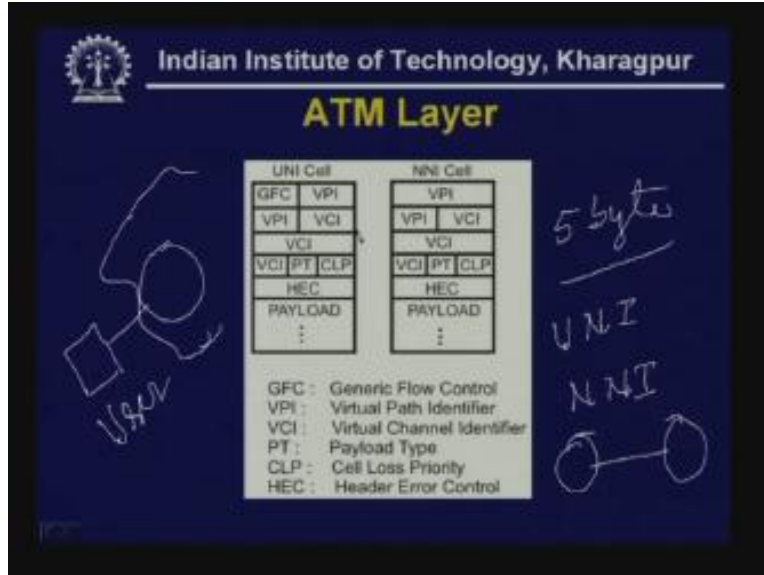 Indian Institute of Technology, Kharagpur
ATM Layer
UNI Cell
GFC VPI
VPI VCI
VCI
VCI PT CLP
HEC
PAYLOAD
NNI Cell
VPI
VPI VCI
VCI
VCI PT CLP
HEC
PAYLOAD
GFC : Generic Flow Control
VPI : Virtual Path Identifier
VCI : Virtual Channel Identifier
PT : Payload Type
CLP : Cell Loss Priority
HEC : Header Error Control
User
5 byte
UNI
NNI